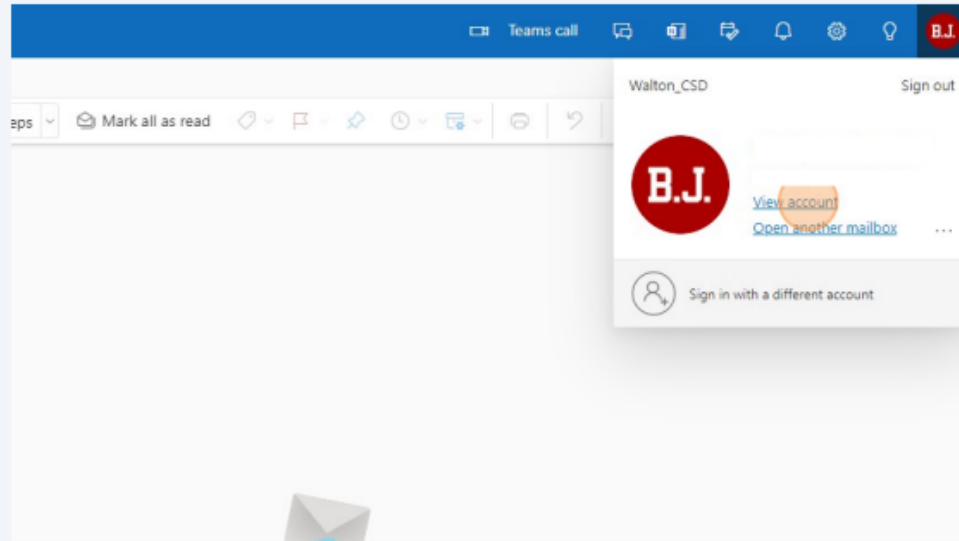 Teams call
B.J.
Walton_CSD
Sign out
eps
Mark all as read
B.J.
View account
Open another mailbox
...
Sign in with a different account